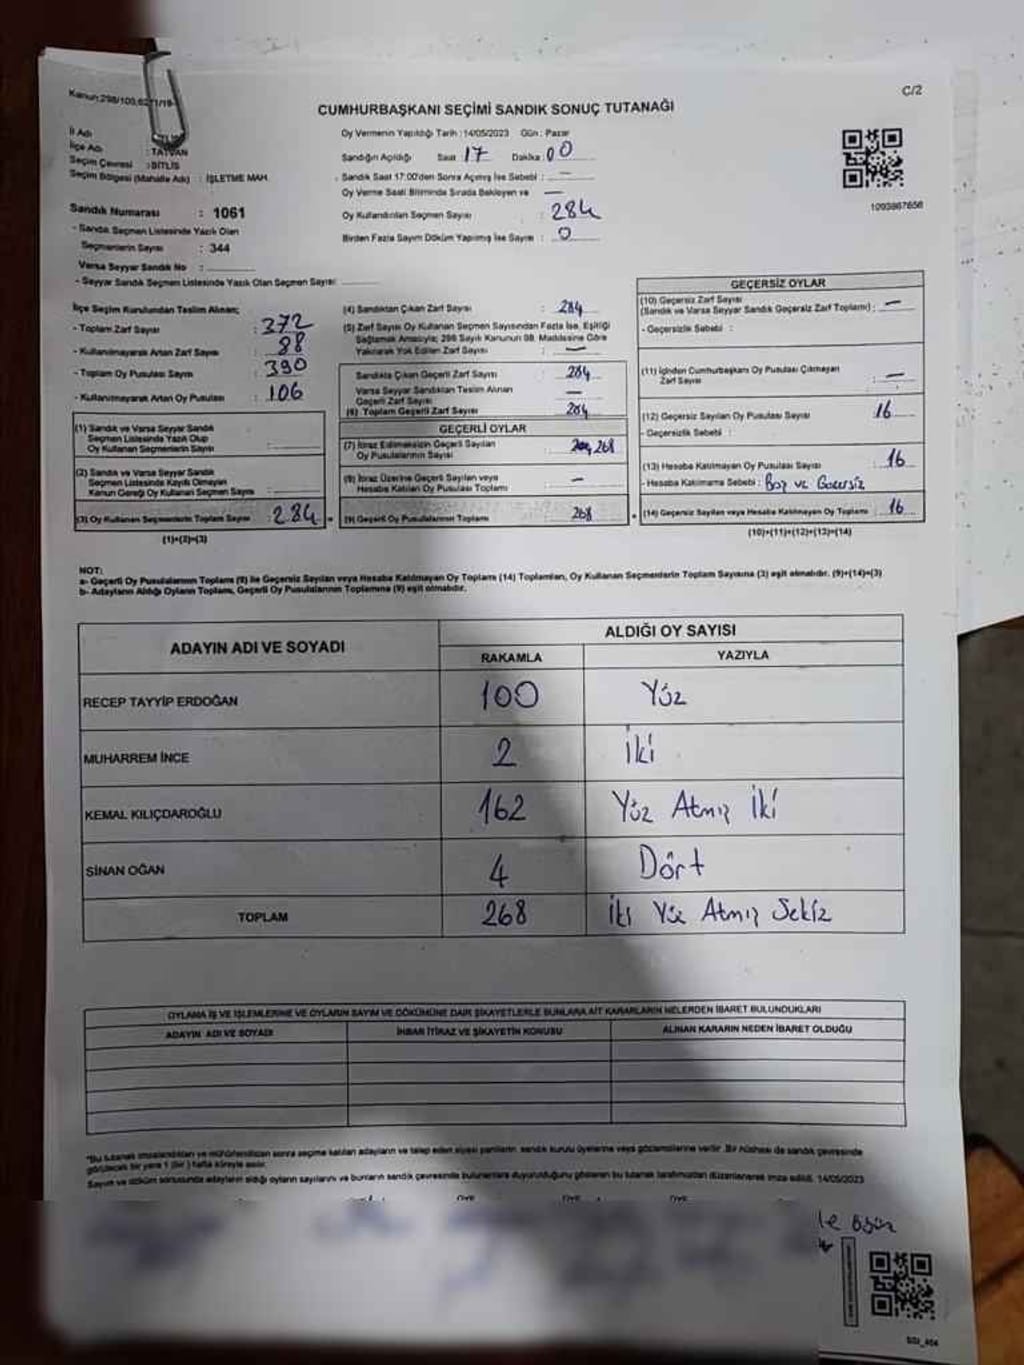 C/2
CUMHURBAŞKANI SEÇİMİ SANDIK SONUÇ TUTANAĞI
İl Adı
İlçe Adı : TATVAN
Seçim Çevresi : BİTLİS
Seçim Bölgesi (Mahalle Adı) : İŞLETME MAH.
Oy Vermenin Yapıldığı Tarih : 14/05/2023 Gün : Pazar
Sandığın Açıldığı Saat : 17 Dakika : 00
Sandık Saat 17:00'den Sonra Açılmış İse Sebebi : —
Oy Verme Saati Bitiminde Sırada Bekleyen ve —
Oy Kullandırılan Seçmen Sayısı : 284
Birden Fazla Sayım Döküm Yapılmış İse Sayısı : 0
1093867656
Sandık Numarası : 1061
- Sandık Seçmen Listesinde Yazılı Olan
Seçmenlerin Sayısı : 344
Varsa Seyyar Sandık No :
- Seyyar Sandık Seçmen Listesinde Yazılı Olan Seçmen Sayısı :
İlçe Seçim Kurulundan Teslim Alınan;
- Toplam Zarf Sayısı : 372
- Kullanılmayarak Artan Zarf Sayısı : 88
- Toplam Oy Pusulası Sayısı : 390
- Kullanılmayarak Artan Oy Pusulası : 106
(1) Sandık ve Varsa Seyyar Sandık
Seçmen Listesinde Yazılı Olup
Oy Kullanan Seçmenlerin Sayısı :
(2) Sandık ve Varsa Seyyar Sandık
Seçmen Listesinde Kaydı Olmayan
Kanun Gereği Oy Kullanan Seçmen Sayısı :
(3) Oy Kullanan Seçmenlerin Toplam Sayısı 284
(1)+(2)=(3)
(4) Sandıktan Çıkan Zarf Sayısı : 284
(5) Zarf Sayısı Oy Kullanan Seçmen Sayısından Fazla İse, Eşitliği
Sağlamak Amacıyla; 298 Sayılı Kanunun 98. Maddesine Göre
Yakılarak Yok Edilen Zarf Sayısı : —
Sandıkta Çıkan Geçerli Zarf Sayısı 284
Varsa Seyyar Sandıktan Teslim Alınan
Geçerli Zarf Sayısı —
(6) Toplam Geçerli Zarf Sayısı 284
GEÇERLİ OYLAR
(7) İtiraz Edilmeksizin Geçerli Sayılan
Oy Pusulalarının Sayısı : 268
(8) İtiraz Üzerine Geçerli Sayılan veya
Hesaba Katılan Oy Pusulası Toplamı —
(9) Geçerli Oy Pusulalarının Toplamı 268
GEÇERSİZ OYLAR
(10) Geçersiz Zarf Sayısı
(Sandık ve Varsa Seyyar Sandık Geçersiz Zarf Toplamı) : —
- Geçersizlik Sebebi :
(11) İçinden Cumhurbaşkanı Oy Pusulası Çıkmayan
Zarf Sayısı : —
(12) Geçersiz Sayılan Oy Pusulası Sayısı 16
- Geçersizlik Sebebi :
(13) Hesaba Katılmayan Oy Pusulası Sayısı 16
- Hesaba Katılmama Sebebi : Boş ve Gecersiz
(14) Geçersiz Sayılan veya Hesaba Katılmayan Oy Toplamı : 16
(10)+(11)+(12)+(13)=(14)
NOT:
a- Geçerli Oy Pusulalarının Toplamı (9) ile Geçersiz Sayılan veya Hesaba Katılmayan Oy Toplamı (14) Toplamları, Oy Kullanan Seçmenlerin Toplam Sayısına (3) eşit olmalıdır. (9)+(14)=(3)
b- Adayların Aldığı Oyların Toplamı, Geçerli Oy Pusulalarının Toplamına (9) eşit olmalıdır.
ADAYIN ADI VE SOYADI
ALDIĞI OY SAYISI
RAKAMLA YAZIYLA
RECEP TAYYİP ERDOĞAN 100 Yüz
MUHARREM İNCE 2 İki
KEMAL KILIÇDAROĞLU 162 Yüz Atmış İki
SİNAN OĞAN 4 Dört
TOPLAM 268 İki Yüz Atmış Sekiz
OYLAMA İŞ VE İŞLEMLERİNE VE OYLARIN SAYIM VE DÖKÜMÜNE DAİR ŞİKAYETLERLE BUNLARA AİT KARARLARIN NELERDEN İBARET BULUNDUKLARI
ADAYIN ADI VE SOYADI İHBAR İTİRAZ VE ŞİKAYETİN KONUSU ALINAN KARARIN NEDEN İBARET OLDUĞU
*Bu tutanak imzalandıktan ve mühürlendikten sonra seçime katılan adayların ve talep eden siyasi partilerin sandık kurulu üyelerine veya gözlemcilerine verilir. Bir nüshası da sandık çevresinde
görülecek bir yere 1 (bir) hafta süreyle asılır.
Sayım ve döküm sonucunda adayların aldığı oyların sayılarını ve bunların sandık çevresinde bulunanlara duyurulduğunu gösteren bu tutanak tarafımızdan düzenlenerek imza edildi. 14/05/2023